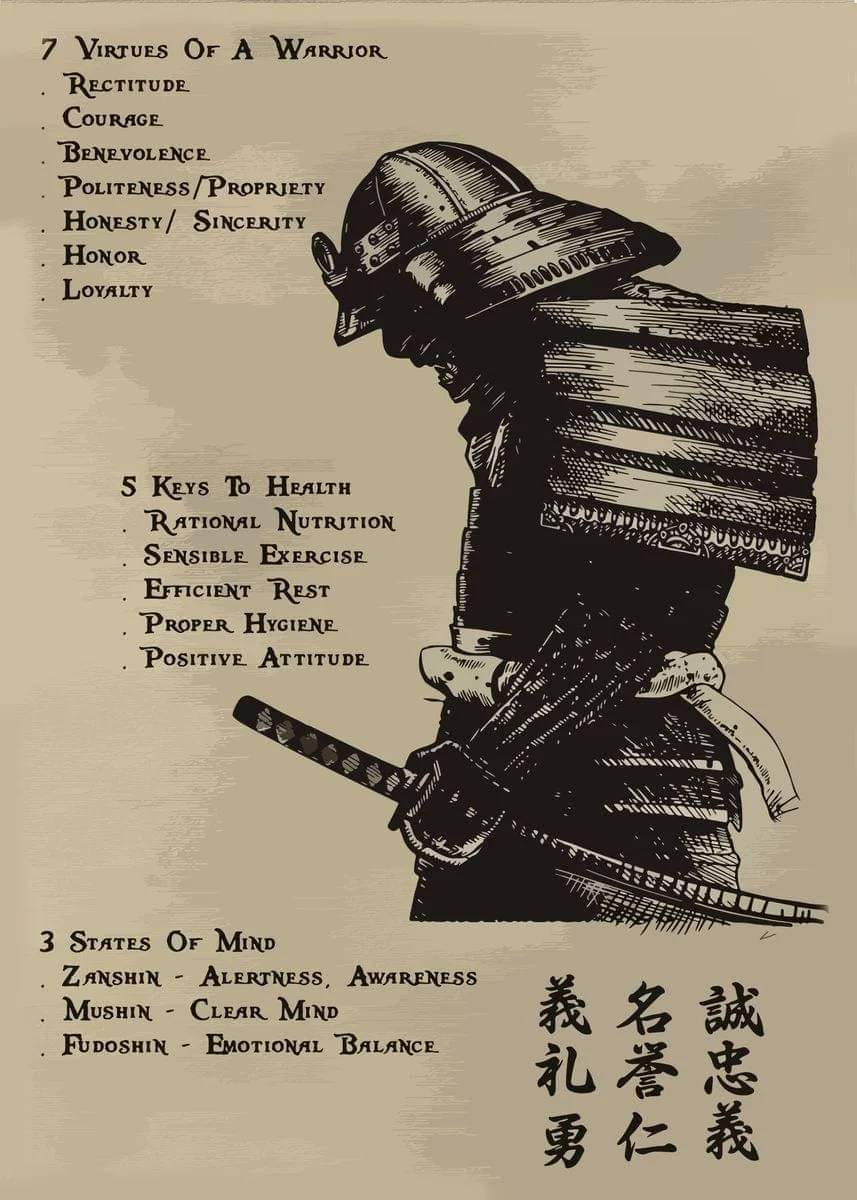 7 Virtues Of A Warrior
. Rectitude
. Courage
. Benevolence
. Politeness/Propriety
. Honesty/ Sincerity
. Honor
. Loyalty
5 Keys To Health
. Rational Nutrition
. Sensible Exercise
. Efficient Rest
. Proper Hygiene
. Positive Attitude
3 States Of Mind
. Zanshin - Alertness, Awareness
. Mushin - Clear Mind
. Fudoshin - Emotional Balance
誠忠義
名誉仁
義礼勇